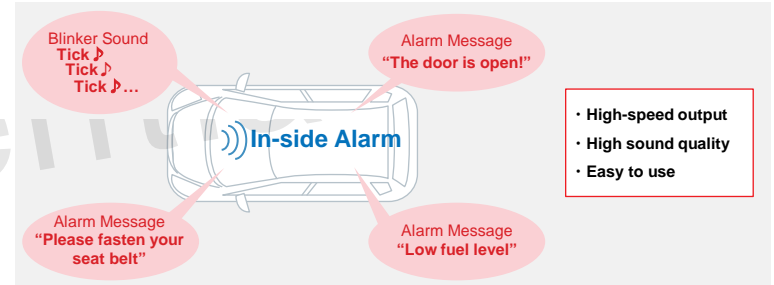 Blinker Sound
Tick♪
Tick♪
Tick♪…
Alarm Message
“The door is open!”
In-side Alarm
・High-speed output
・High sound quality
・Easy to use
Alarm Message
“Please fasten your
seat belt”
Alarm Message
“Low fuel level”